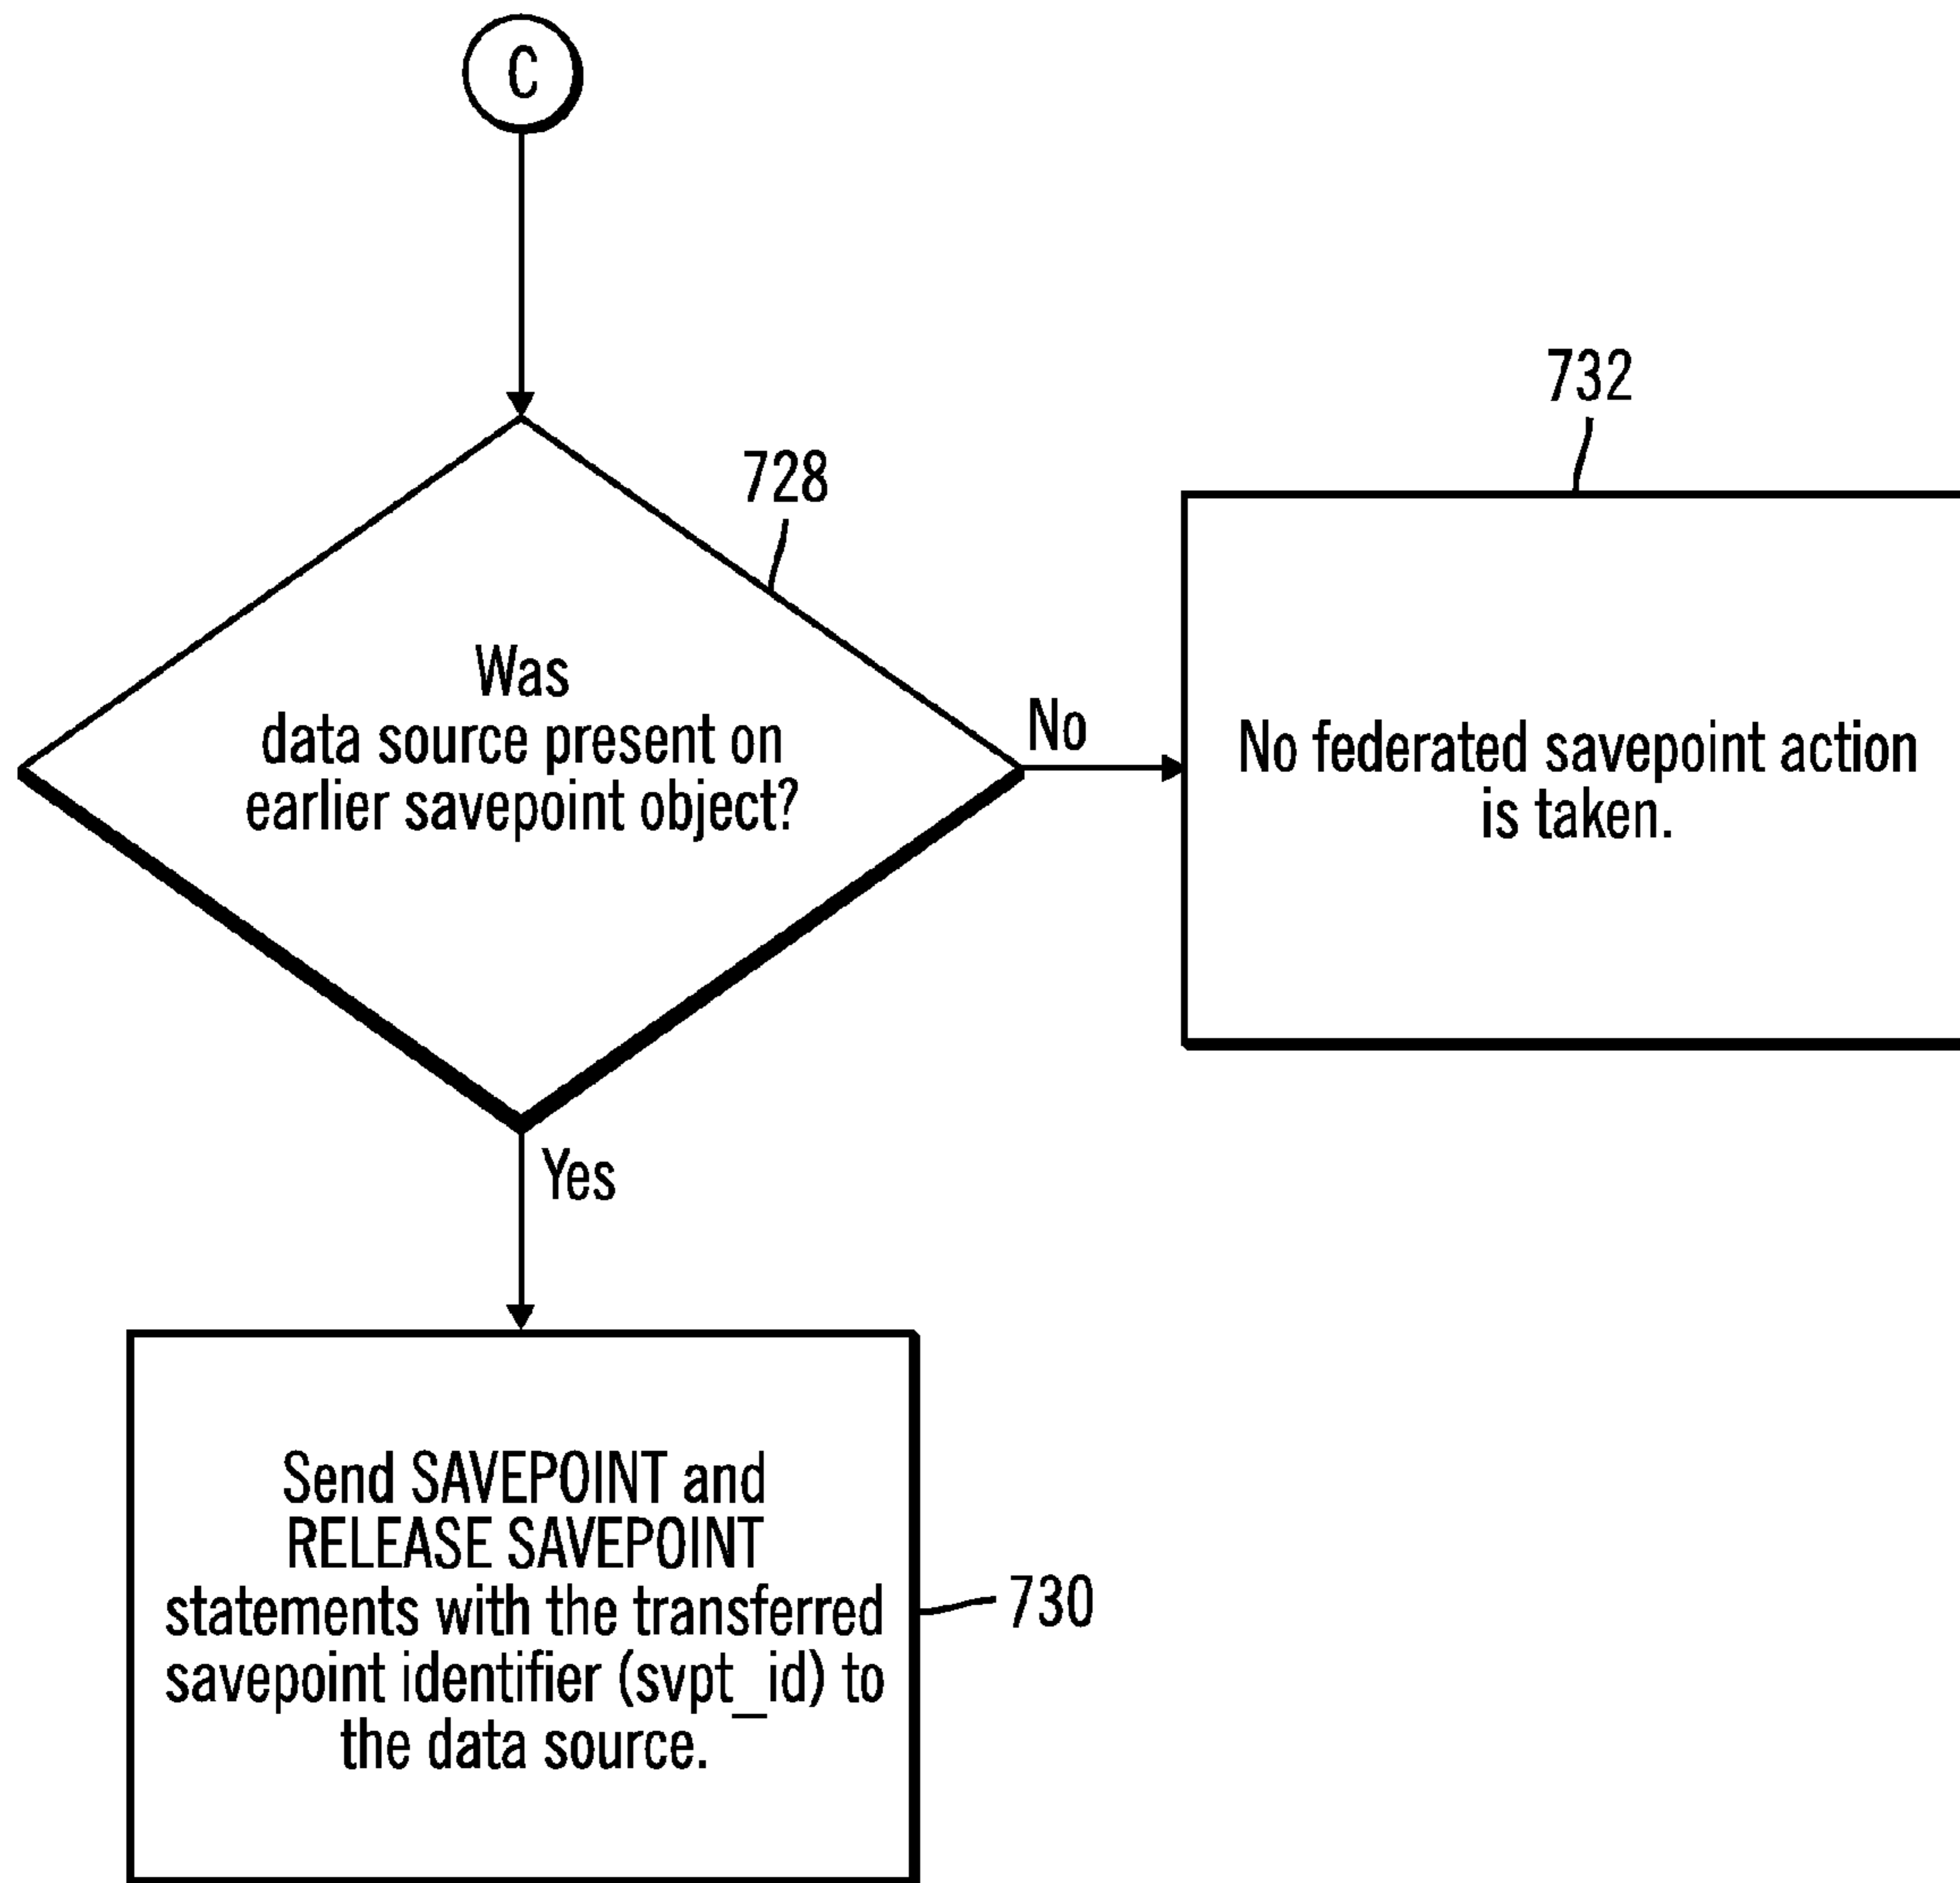 C
728
Was
data source present on
earlier savepoint object?
No
732
No federated savepoint action
is taken.
Yes
Send SAVEPOINT and
RELEASE SAVEPOINT
statements with the transferred
savepoint identifier (svpt_id) to
the data source.
730